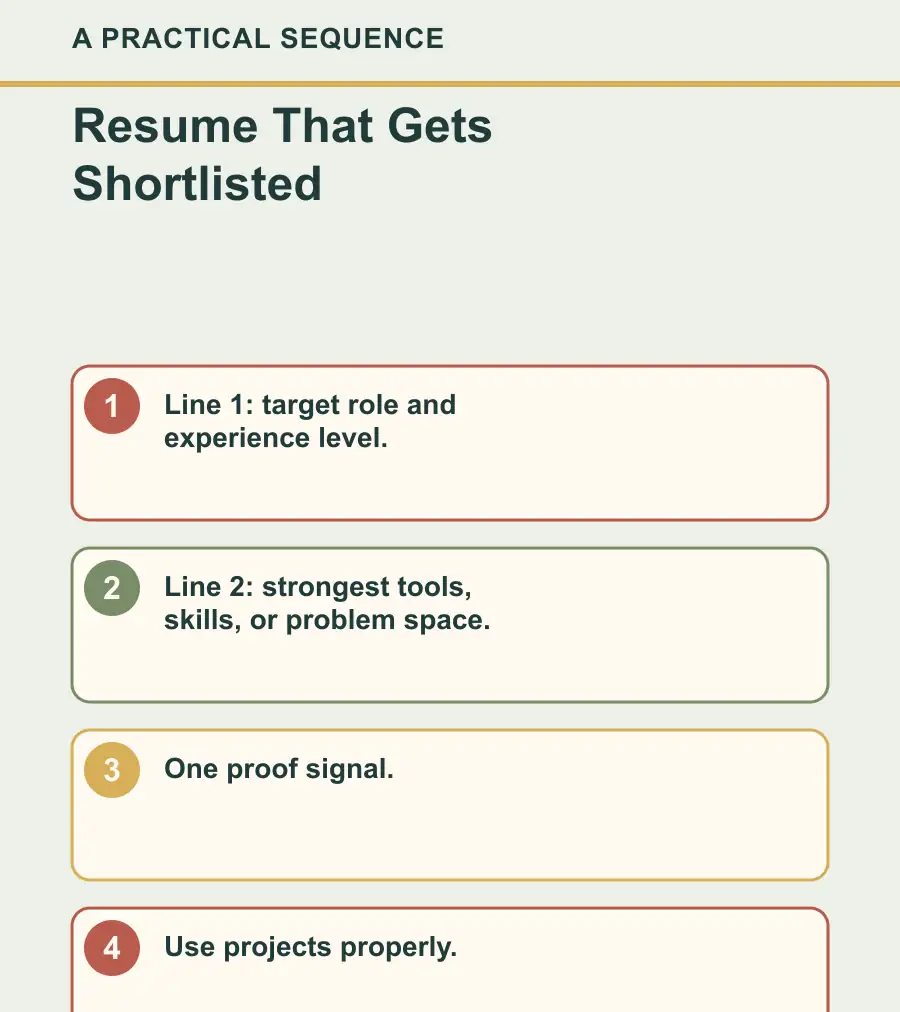 A PRACTICAL SEQUENCE
Resume That Gets
Shortlisted
1
Line 1: target role and
experience level.
2
Line 2: strongest tools,
skills, or problem space.
3
One proof signal.
4
Use projects properly.